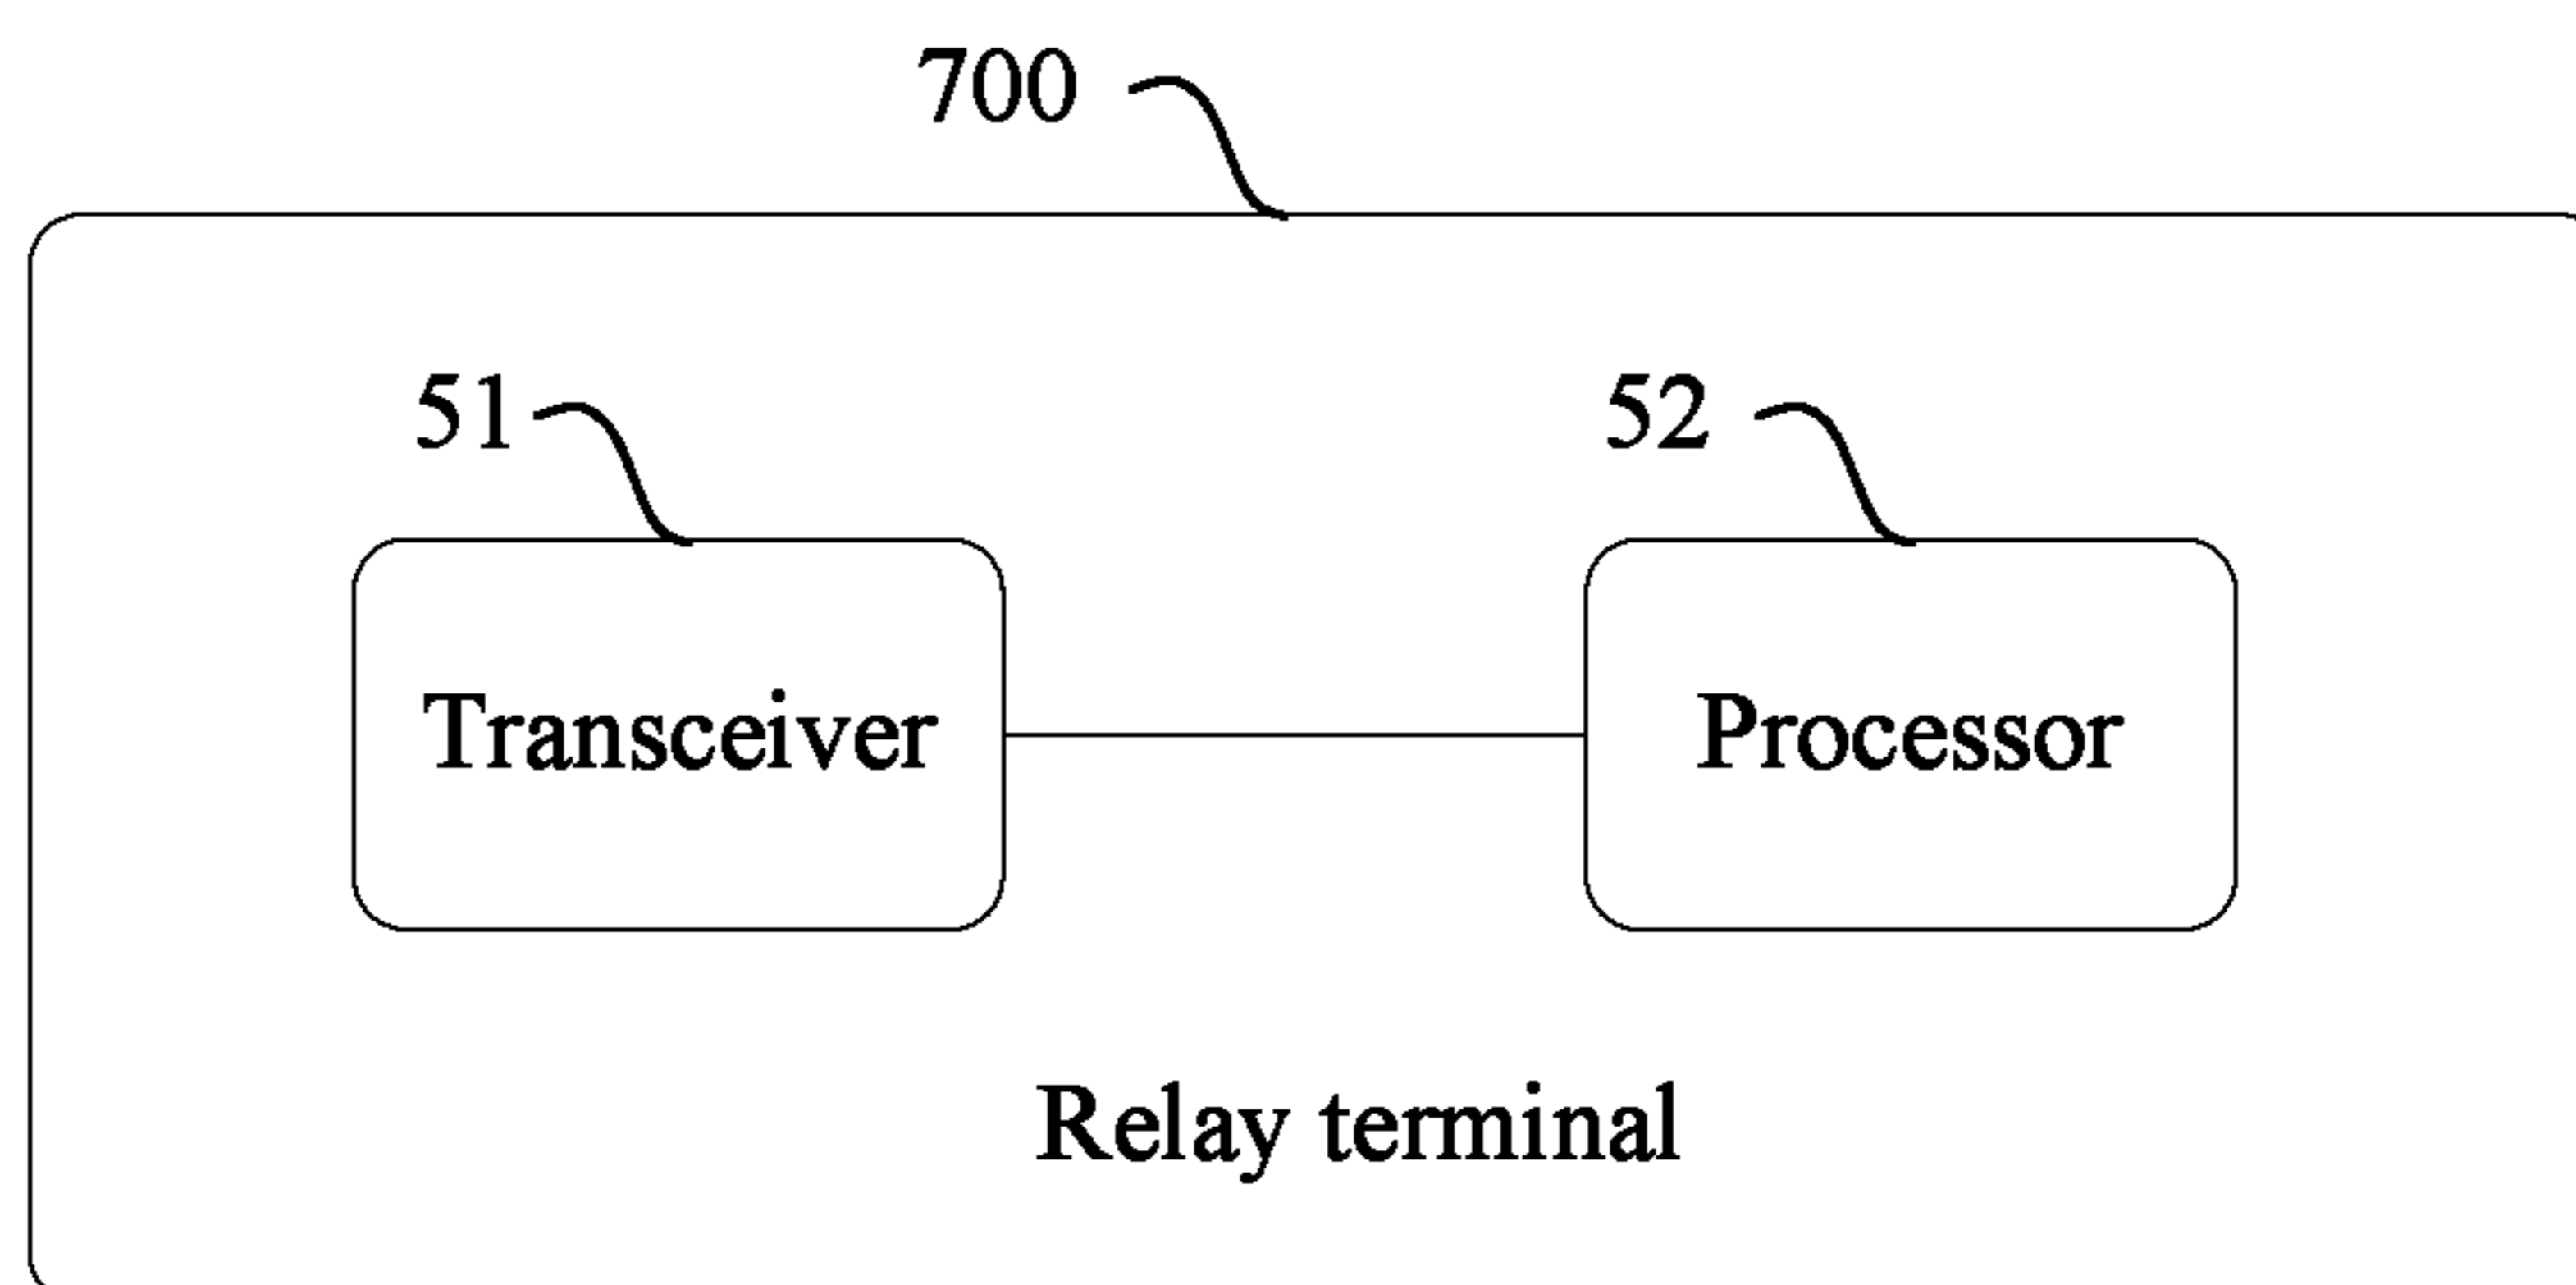 700
51
52
Transceiver
Processor
Relay terminal